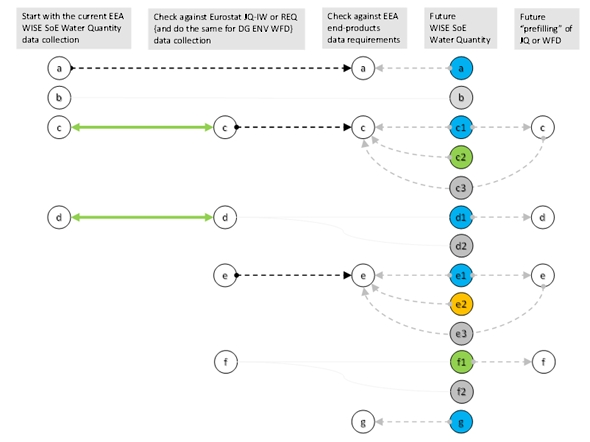 Start with the current EEA
WISE SoE Water Quantity
data collection
Check against Eurostat JQ-IW or REQ
(and do the same for DG ENV WFD)
data collection
Check against EEA
end-products
data requirements
Future
WISE SoE
Water Quantity
Future
"prefilling" of
JQ or WFD
a a a
b b
c c c c1 c
c2
c3
d d d1 d
d2
e e e1 e
e2
e3
f f1 f
f2
g g